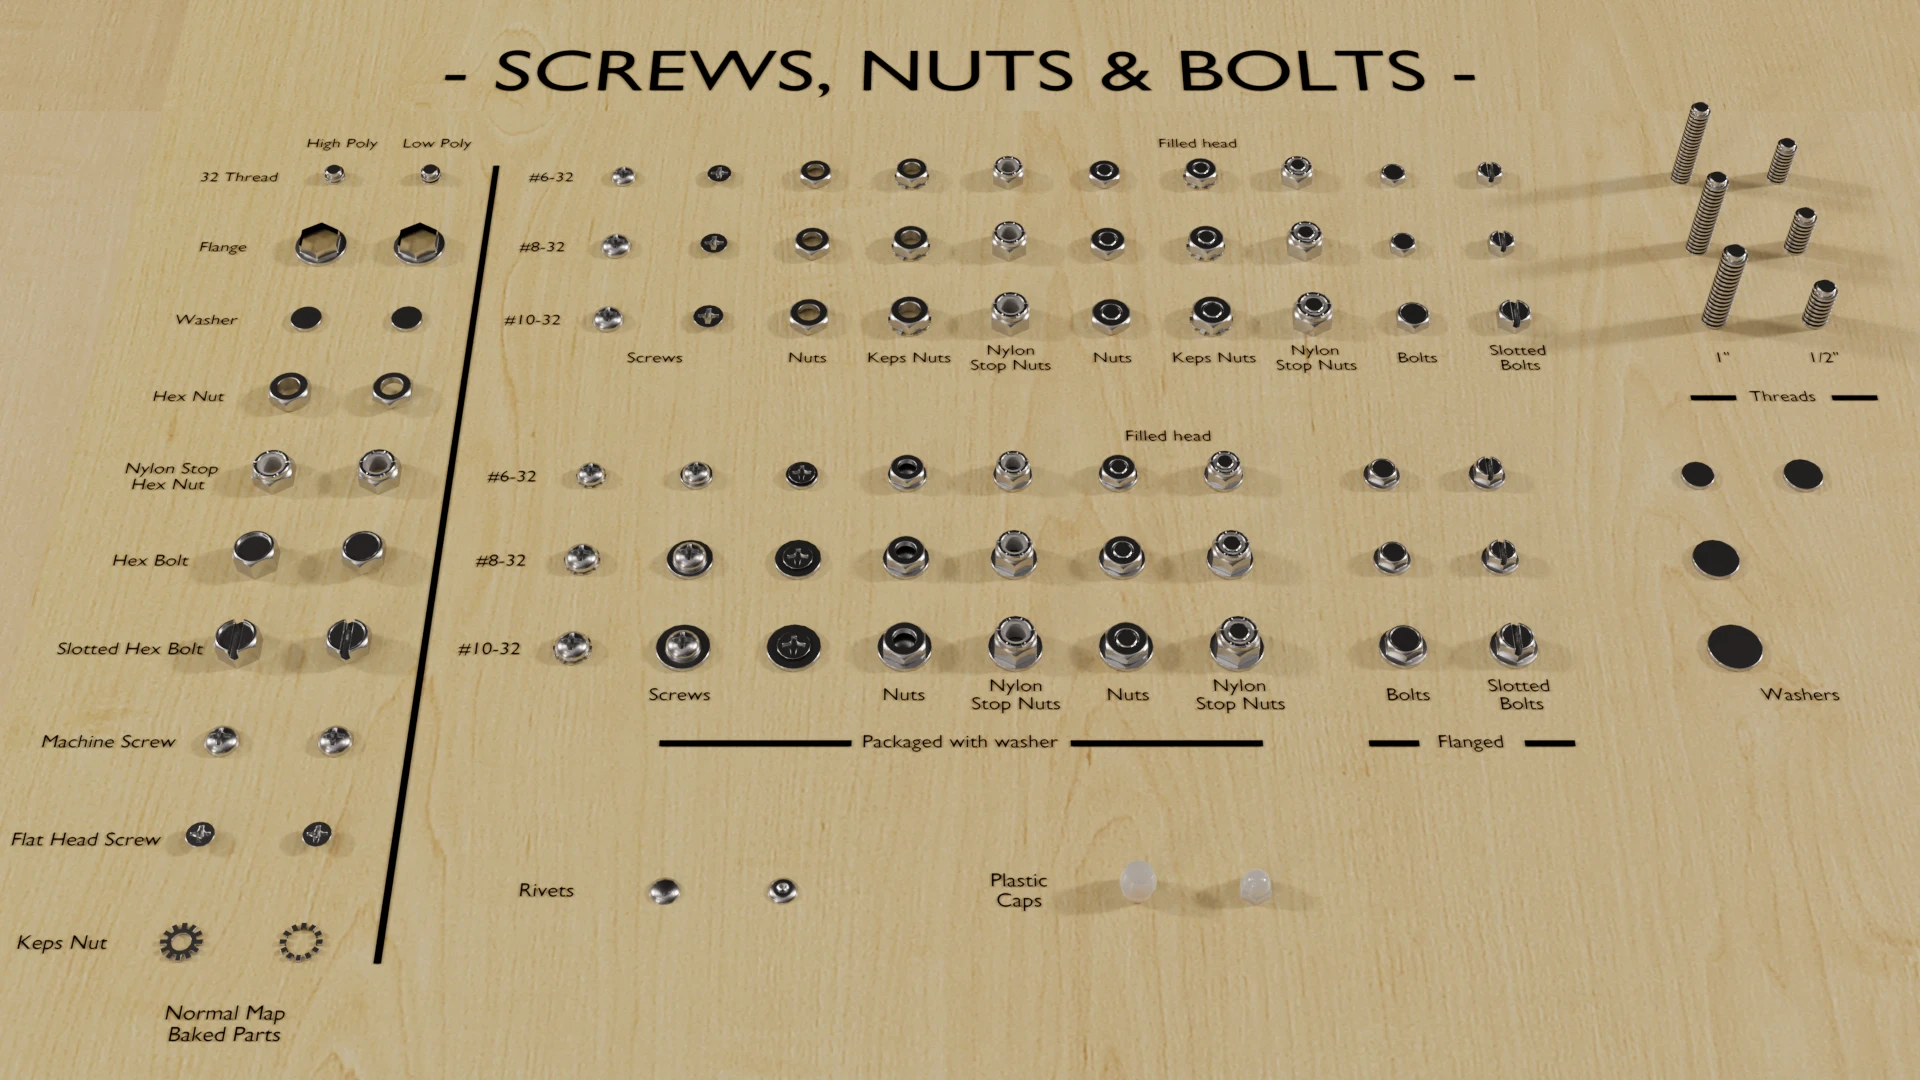 - SCREWS, NUTS & BOLTS -
High Poly
Low Poly
32 Thread
Flange
Washer
Hex Nut
Nylon Stop
Hex Nut
Hex Bolt
Slotted Hex Bolt
Machine Screw
Flat Head Screw
Keps Nut
Normal Map
Baked Parts
Filled head
#6-32
#8-32
#10-32
Screws
Nuts
Keps Nuts
Nylon
Stop Nuts
Nuts
Keps Nuts
Nylon
Stop Nuts
Bolts
Slotted
Bolts
1"
1/2"
Threads
Filled head
#6-32
#8-32
#10-32
Screws
Nuts
Nylon
Stop Nuts
Nuts
Nylon
Stop Nuts
Bolts
Slotted
Bolts
Washers
Packaged with washer
Flanged
Rivets
Plastic
Caps